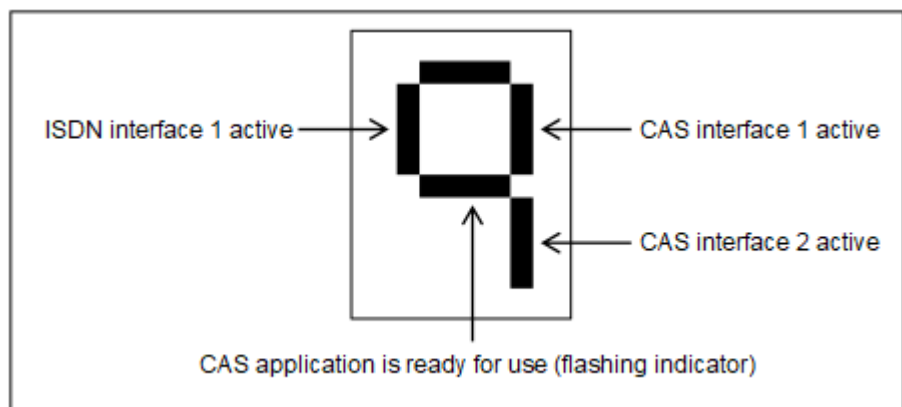 ISDN interface 1 active
CAS interface 1 active
CAS interface 2 active
CAS application is ready for use (flashing indicator)